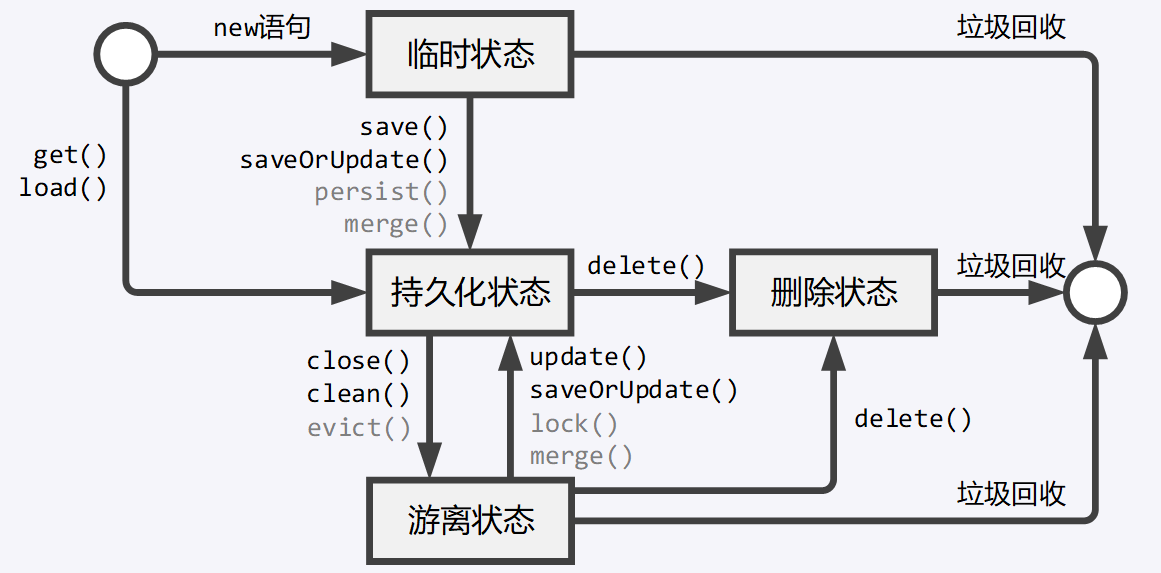 new语句
临时状态
垃圾回收
get()
load()
save()
saveOrUpdate()
persist()
merge()
持久化状态
delete()
删除状态
垃圾回收
close()
clean()
evict()
update()
saveOrUpdate()
lock()
merge()
delete()
游离状态
垃圾回收